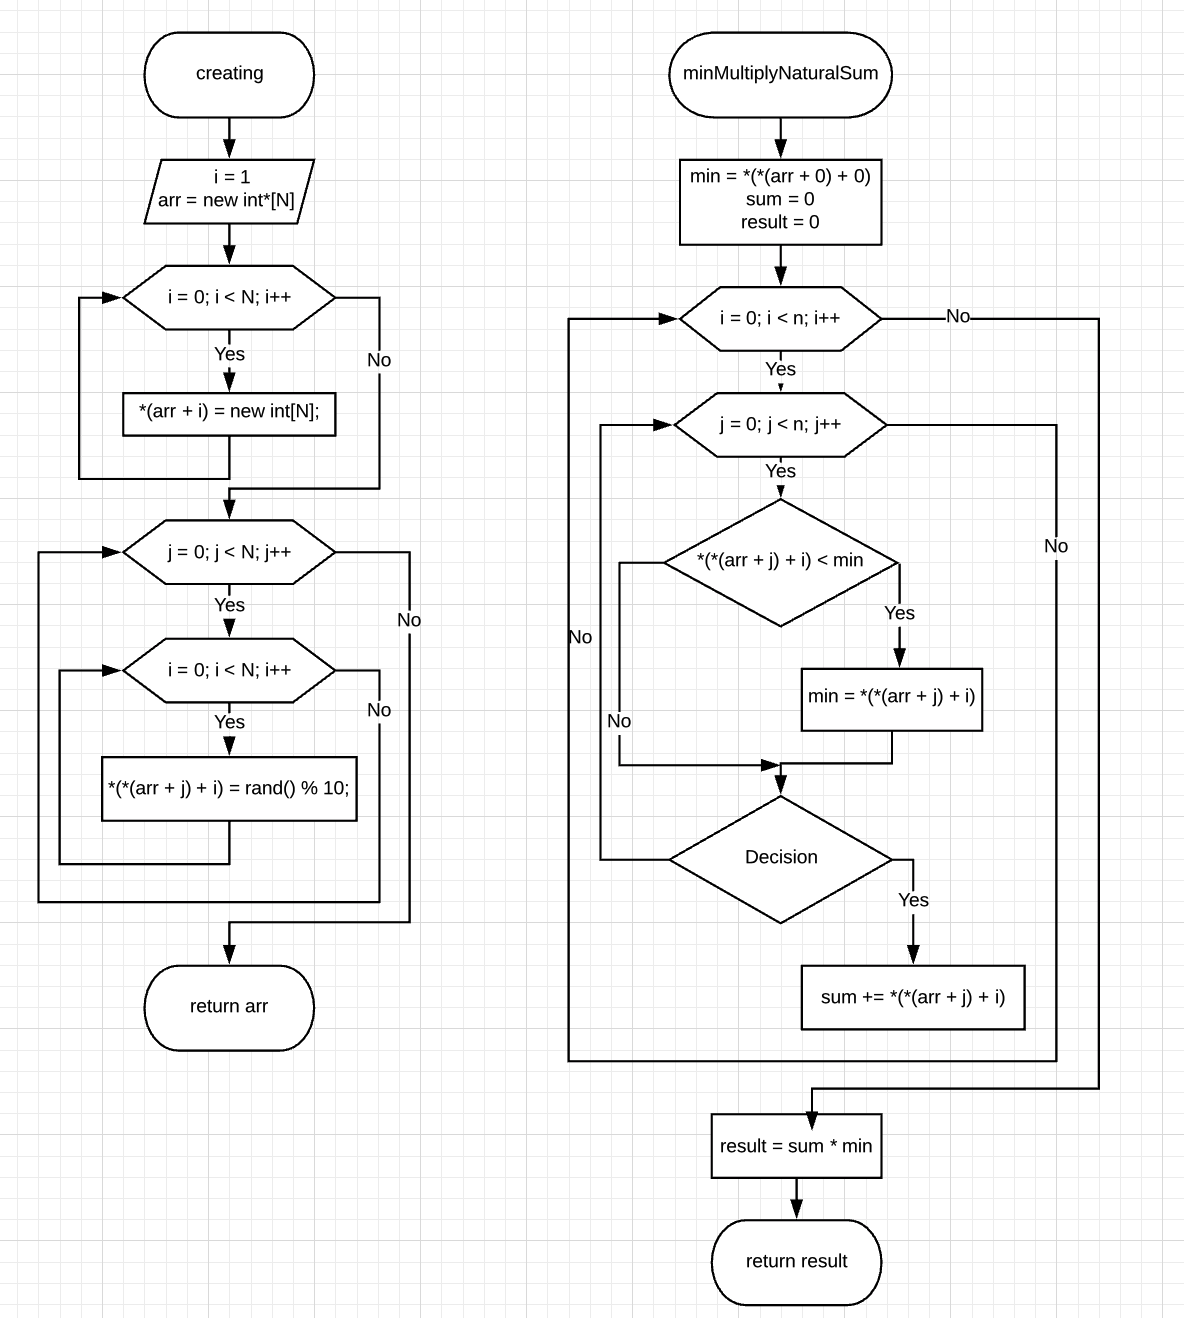 creating
i = 1
arr = new int*[N]
i = 0; i < N; i++
Yes
No
*(arr + i) = new int[N];
j = 0; j < N; j++
Yes
No
i = 0; i < N; i++
Yes
No
*(*(arr + j) + i) = rand() % 10;
return arr
minMultiplyNaturalSum
min = *(*(arr + 0) + 0)
sum = 0
result = 0
i = 0; i < n; i++
No
Yes
j = 0; j < n; j++
Yes
No
*(*(arr + j) + i) < min
Yes
No
min = *(*(arr + j) + i)
No
Decision
Yes
sum += *(*(arr + j) + i)
result = sum * min
return result